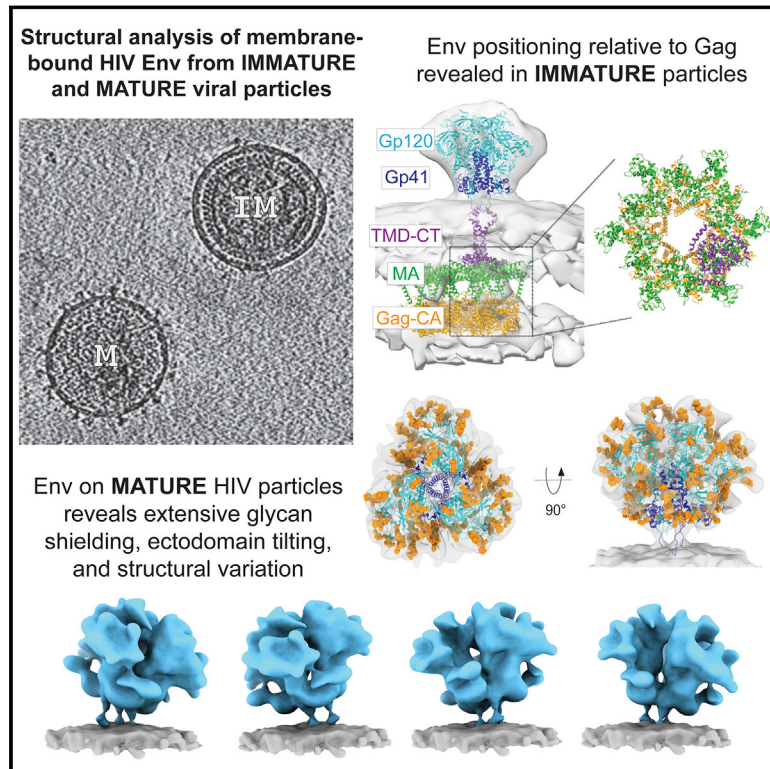 Structural analysis of membrane-
bound HIV Env from IMMATURE
and MATURE viral particles
IM
M
Env positioning relative to Gag
revealed in IMMATURE particles
Gp120
Gp41
TMD-CT
MA
Gag-CA
Env on MATURE HIV particles
reveals extensive glycan
shielding, ectodomain tilting,
and structural variation
90°